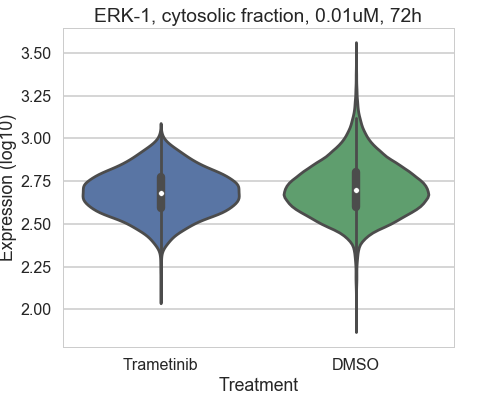 ERK-1, cytosolic fraction, 0.01uM, 72h
3.50
3.25
3.00
2.75
2.50
2.25
2.00
Expression (log10)
Trametinib DMSO
Treatment